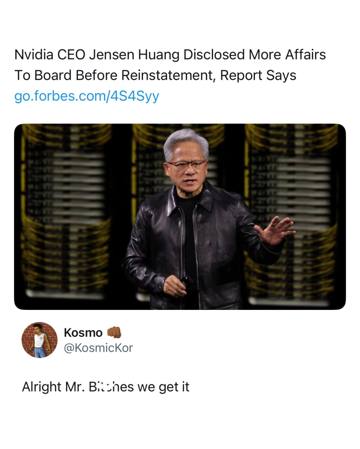 Nvidia CEO Jensen Huang Disclosed More Affairs
To Board Before Reinstatement, Report Says
go.forbes.com/4S4Syy
Kosmo
@KosmicKor
Alright Mr. we get it